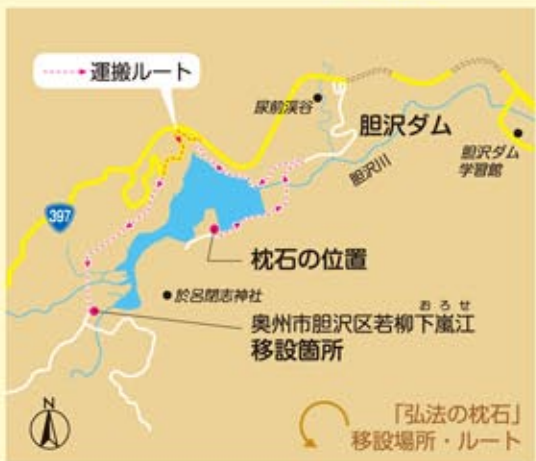 運搬ルート
尿前渓谷
胆沢ダム
胆沢川
胆沢ダム
学習館
397
枕石の位置
於呂閉志神社
おろせ
奥州市胆沢区若柳下嵐江
移設箇所
N
「弘法の枕石」
移設場所・ルート